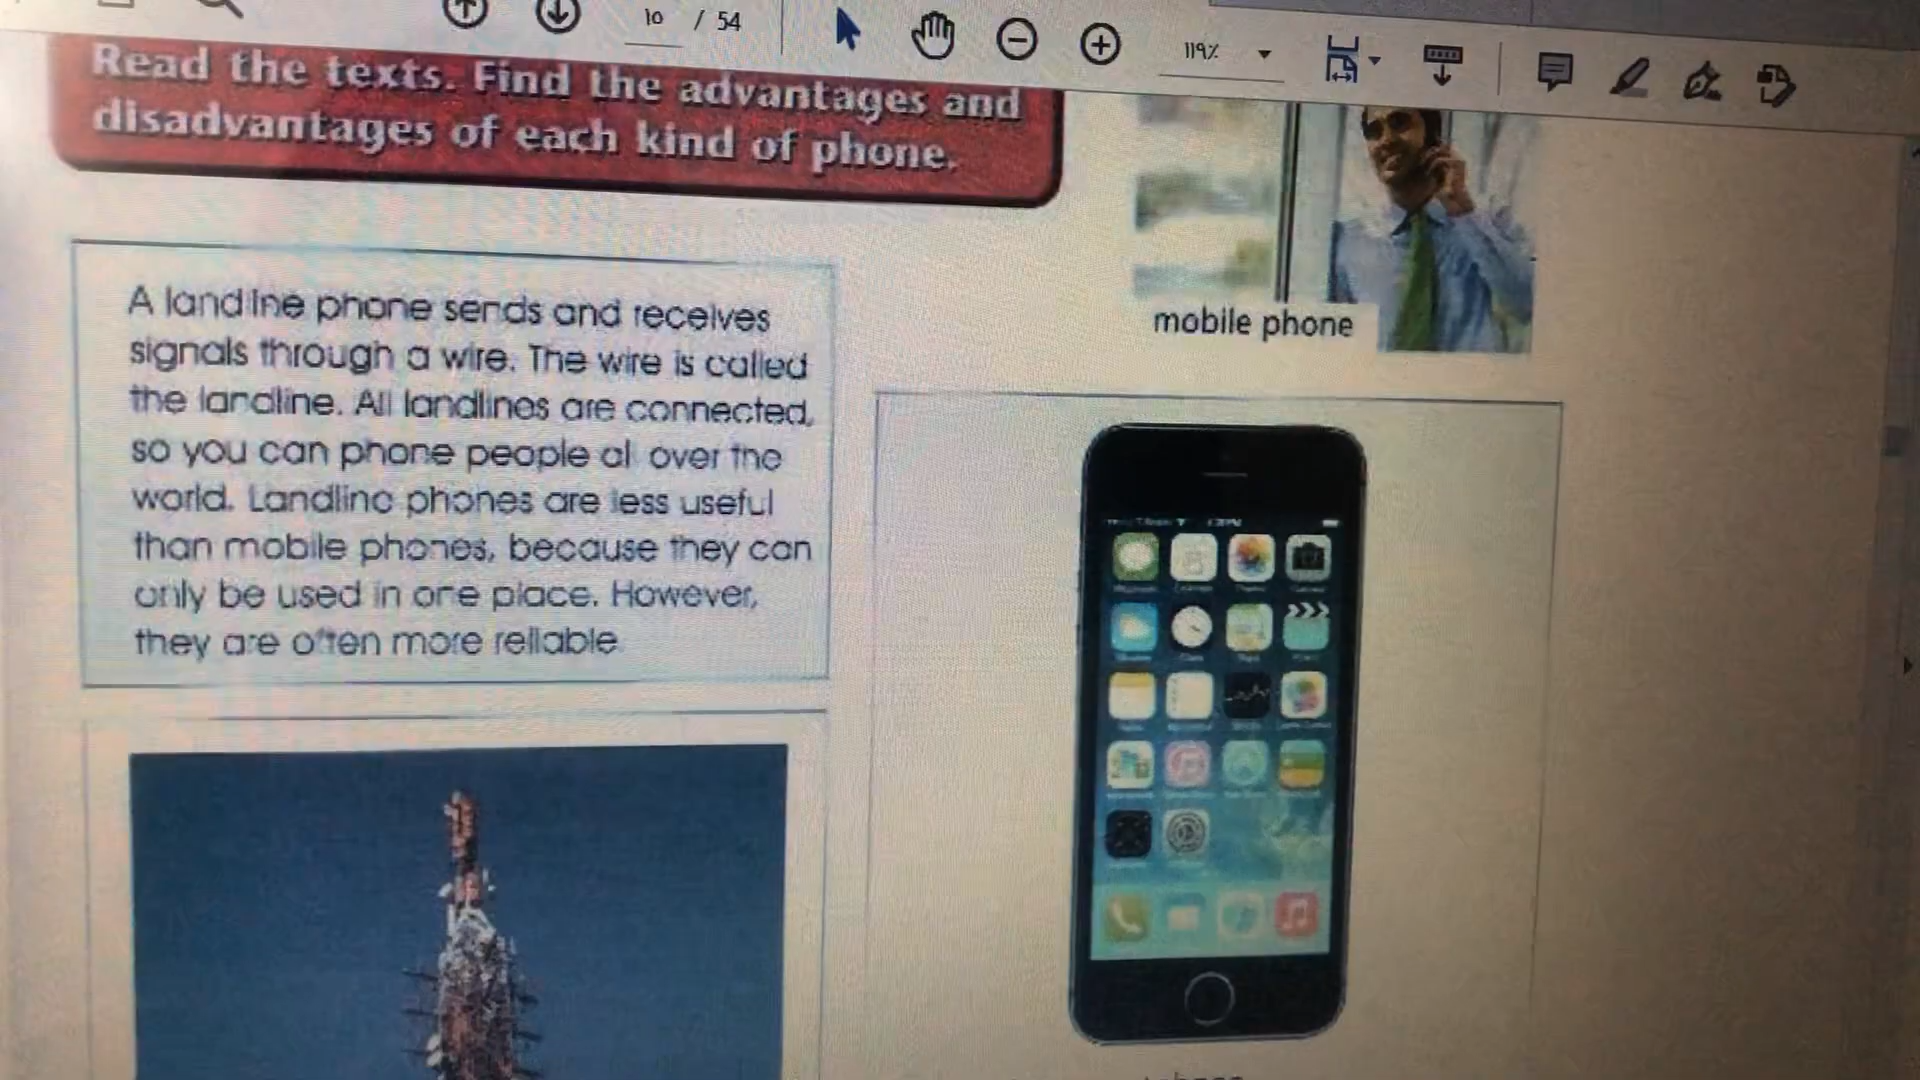 10 / 54
119%
Read the texts. Find the advantages and
disadvantages of each kind of phone.
mobile phone
A landline phone sends and receives
signals through a wire. The wire is called
the landline. All landlines are connected,
so you can phone people all over the
world. Landline phones are less useful
than mobile phones, because they can
only be used in one place. However,
they are often more reliable.